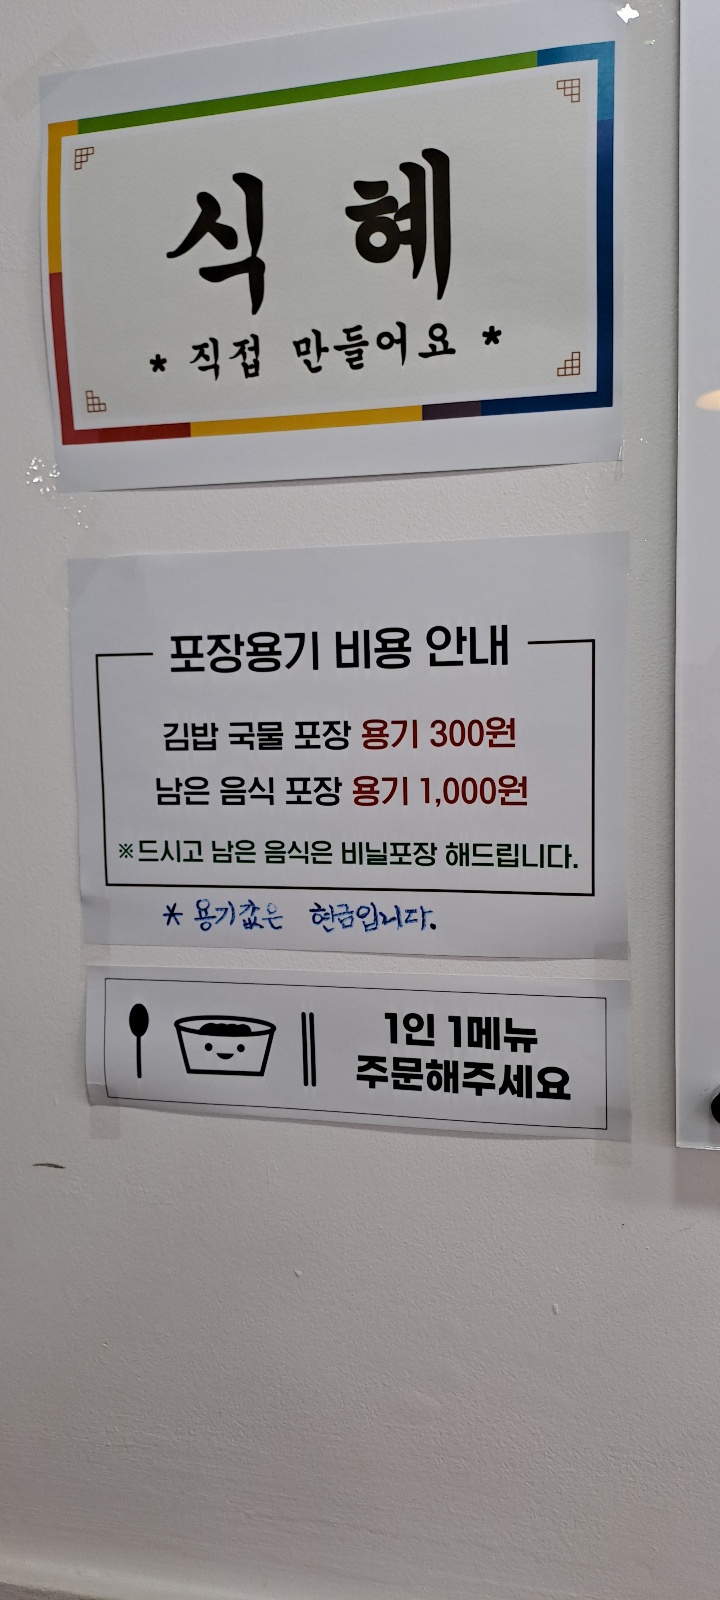 식 혜
* 직접 만들어요 *
포장용기 비용 안내
김밥 국물 포장 용기 300원
남은 음식 포장 용기 1,000원
※드시고 남은 음식은 비닐포장 해드립니다.
* 용기값은 현금입니다.
1인 1메뉴
주문해주세요